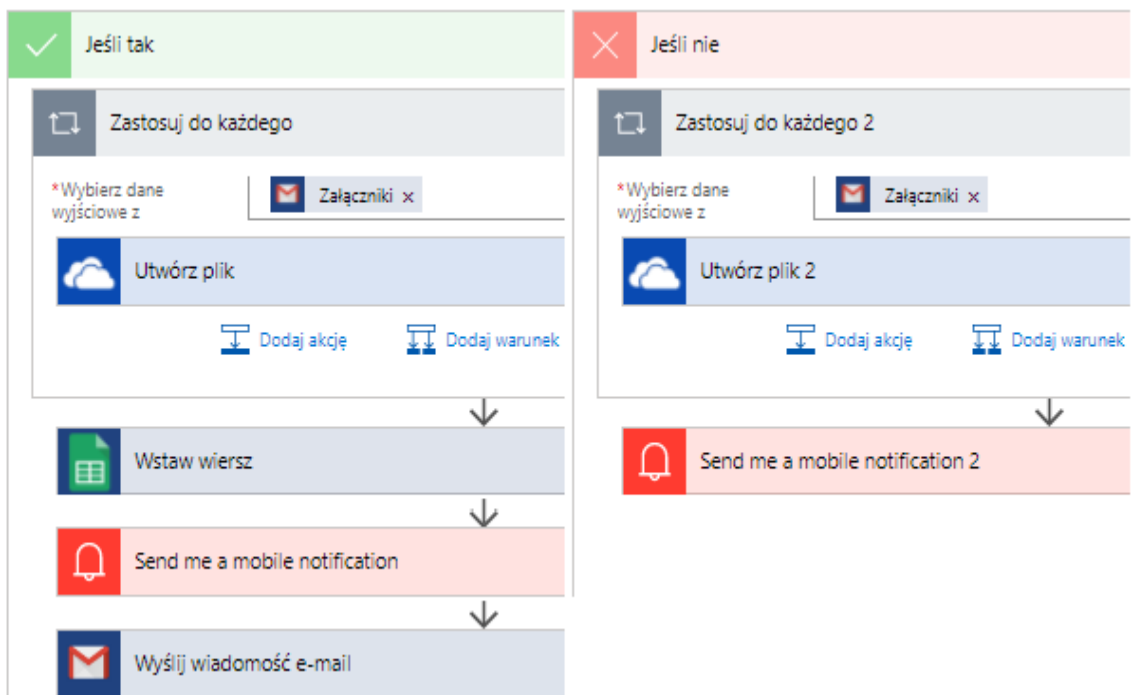 Jeśli tak
Zastosuj do każdego
*Wybierz dane
wyjściowe z
Załączniki x
Utwórz plik
Dodaj akcję
Dodaj warunek
Wstaw wiersz
Send me a mobile notification
Wyślij wiadomość e-mail
Jeśli nie
Zastosuj do każdego 2
*Wybierz dane
wyjściowe z
Załączniki x
Utwórz plik 2
Dodaj akcję
Dodaj warunek
Send me a mobile notification 2